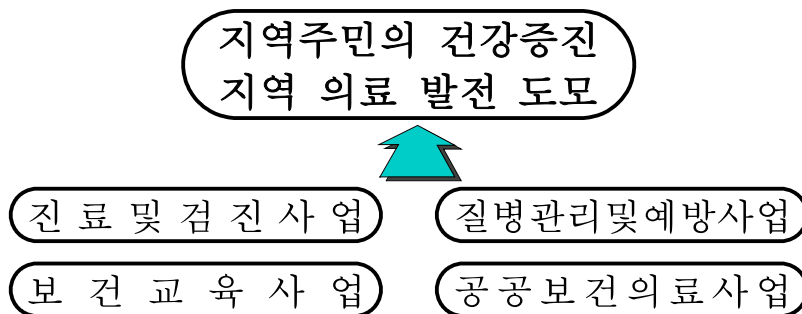 지역주민의 건강증진
지역 의료 발전 도모
진료및검진사업
질병관리및예방사업
보건교육사업
공공보건의료사업